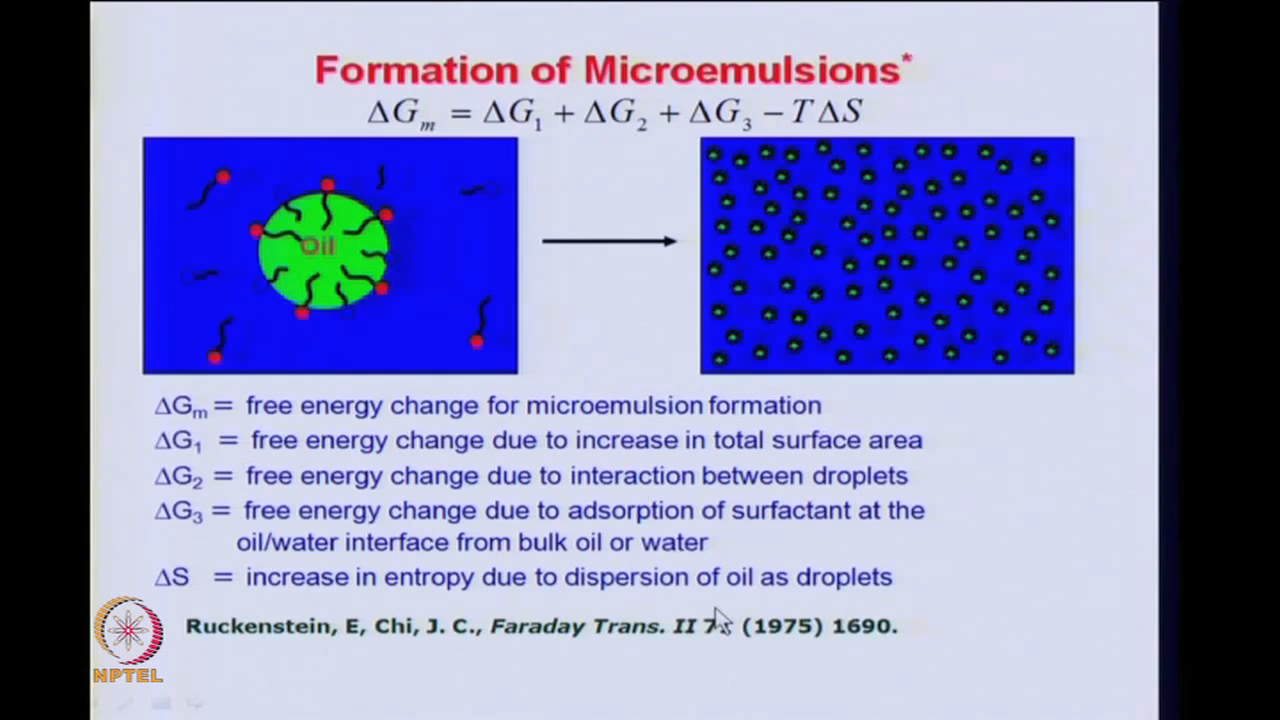 Formation of Microemulsions*
ΔGₘ = ΔG₁ + ΔG₂ + ΔG₃ − TΔS
Oil
ΔGₘ = free energy change for microemulsion formation
ΔG₁ = free energy change due to increase in total surface area
ΔG₂ = free energy change due to interaction between droplets
ΔG₃ = free energy change due to adsorption of surfactant at the
oil/water interface from bulk oil or water
ΔS = increase in entropy due to dispersion of oil as droplets
Ruckenstein, E, Chi, J. C., Faraday Trans. II (1975) 1690.
NPTEL